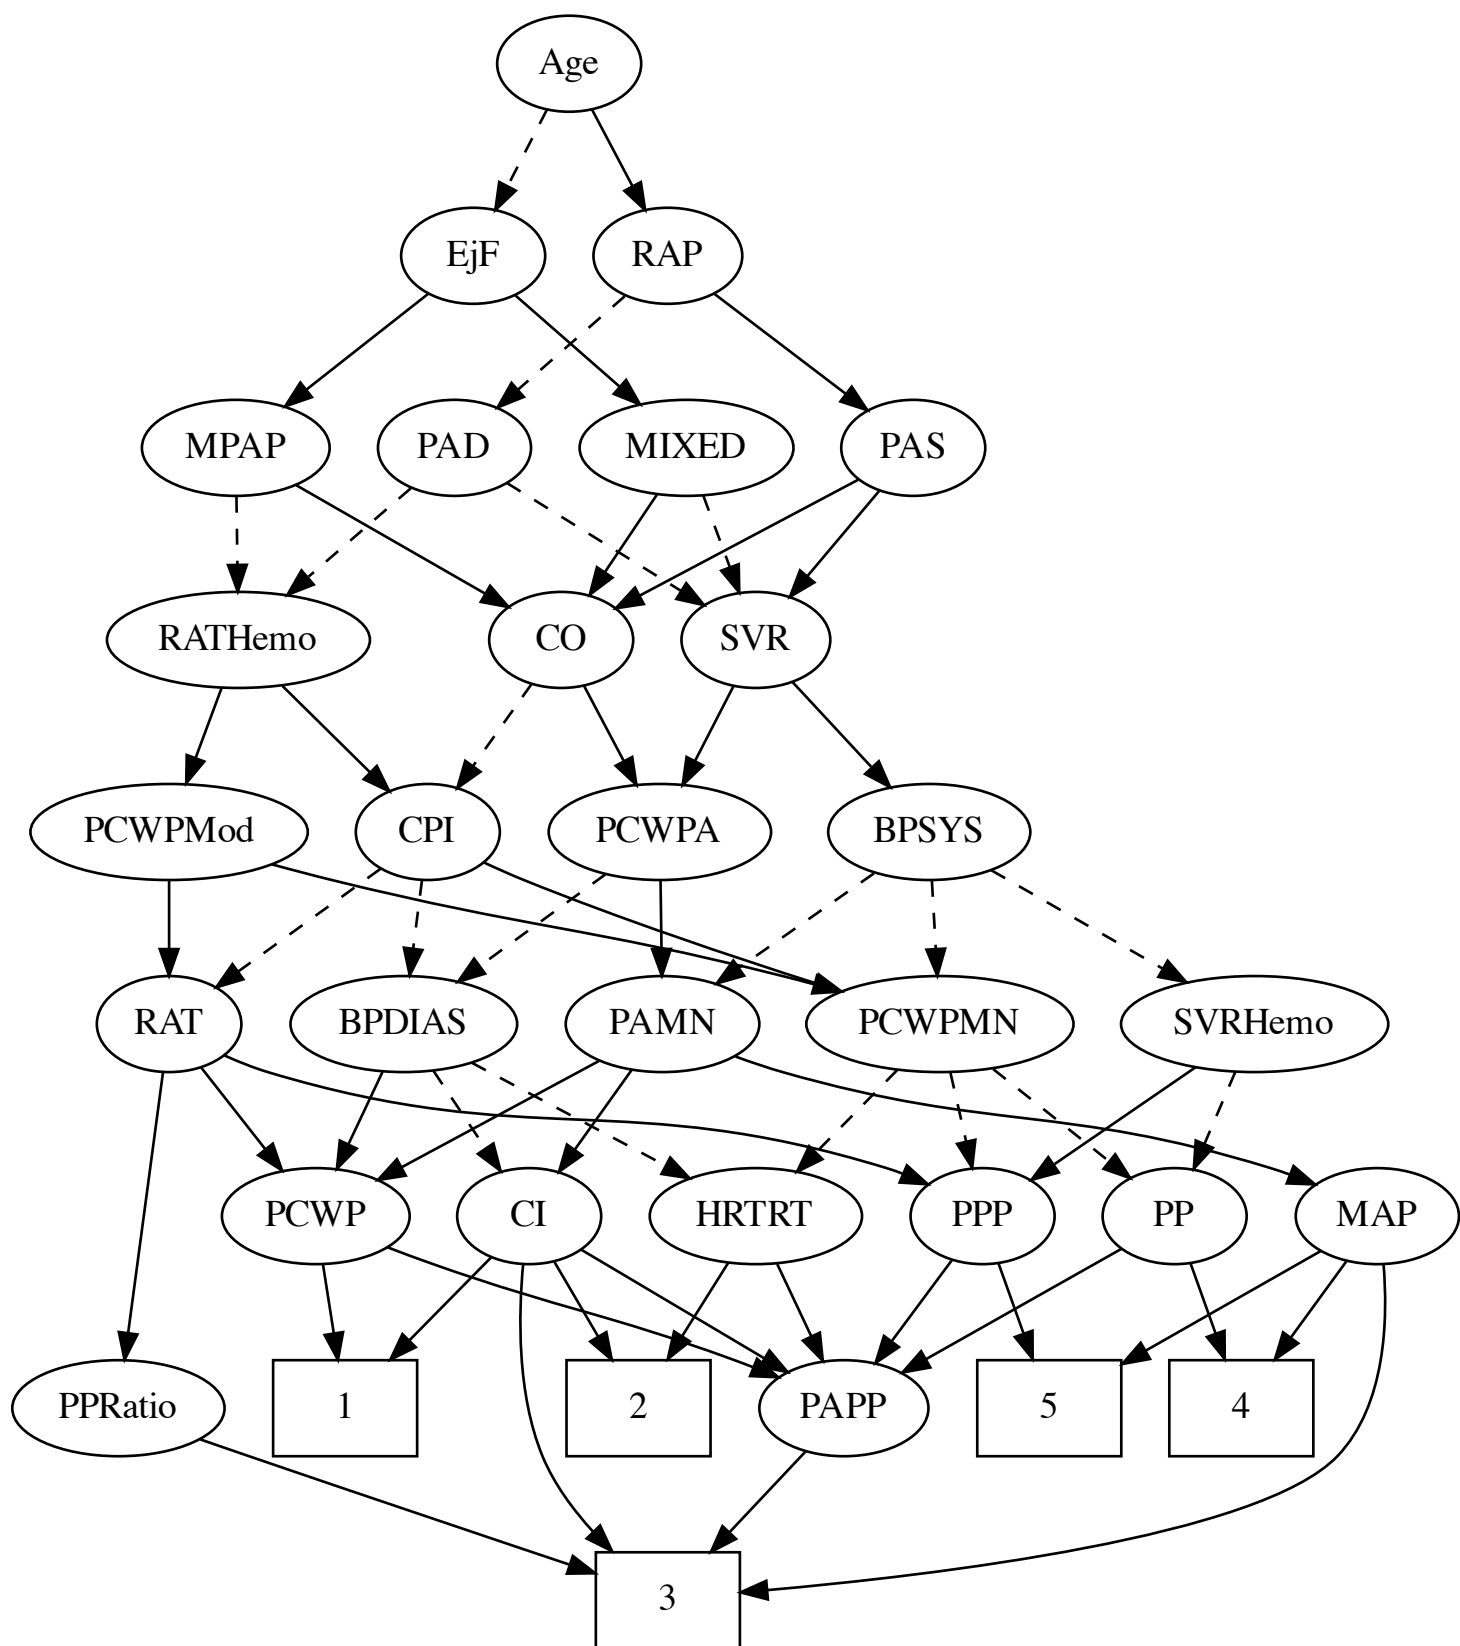 Age
EjF
RAP
MPAP
PAD
MIXED
PAS
RATHemo
CO
SVR
PCWPMod
CPI
PCWPA
BPSYS
RAT
BPDIAS
PAMN
PCWPMN
SVRHemo
PCWP
CI
HRTRT
PPP
PP
MAP
PPRatio
1
2
PAPP
5
4
3